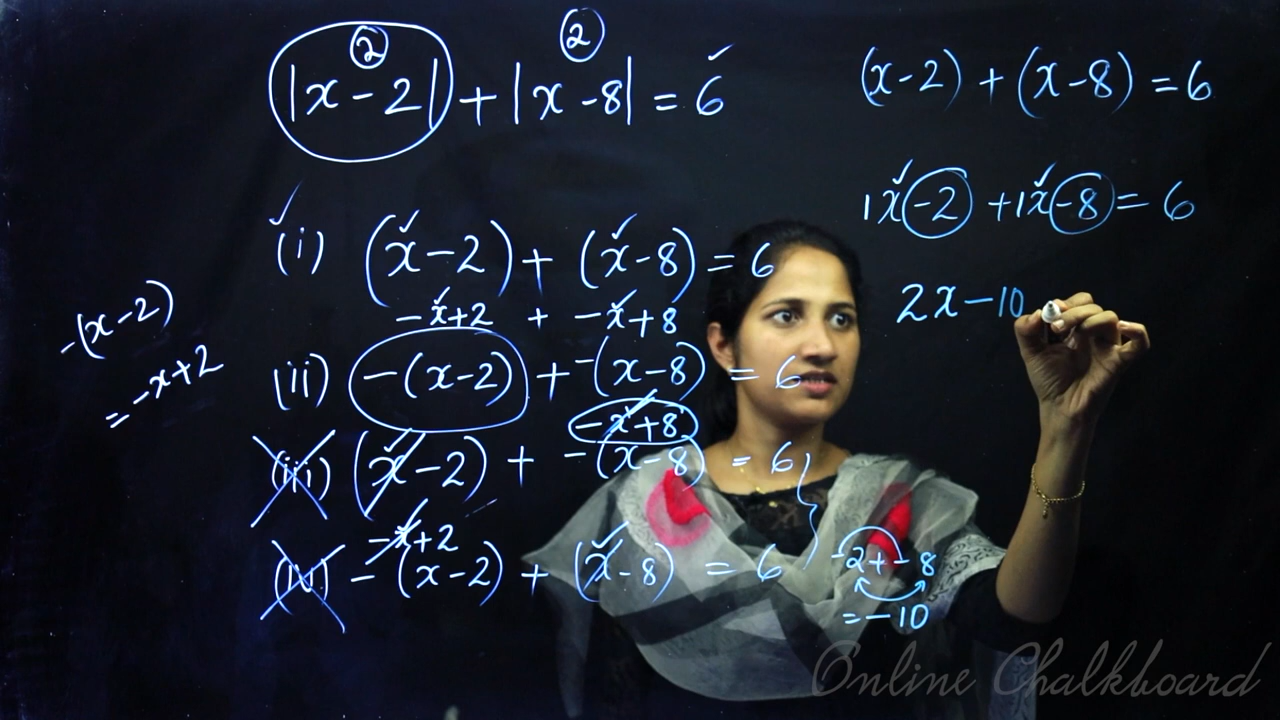 ② ②
|x-2| + |x-8| = 6
(i) (x-2) + (x-8) = 6
-x+2 + -x+8
(ii) -(x-2) + -(x-8) = 6
-x+8
(iii) (x-2) + -(x-8) = 6
-x+2
(iv) -(x-2) + (x-8) = 6
-(x-2)
= -x+2
(x-2) + (x-8) = 6
1x-2 + 1x-8 = 6
2x-10
-2+-8
= -10
Online Chalkboard